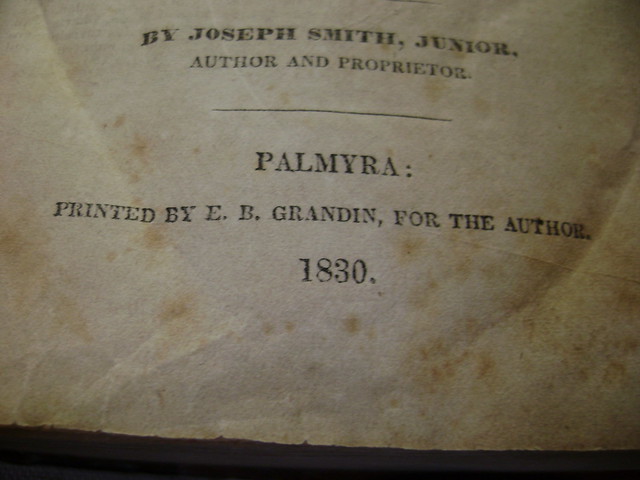 BY JOSEPH SMITH, JUNIOR,
AUTHOR AND PROPRIETOR.
PALMYRA:
PRINTED BY E. B. GRANDIN, FOR THE AUTHOR.
1830.